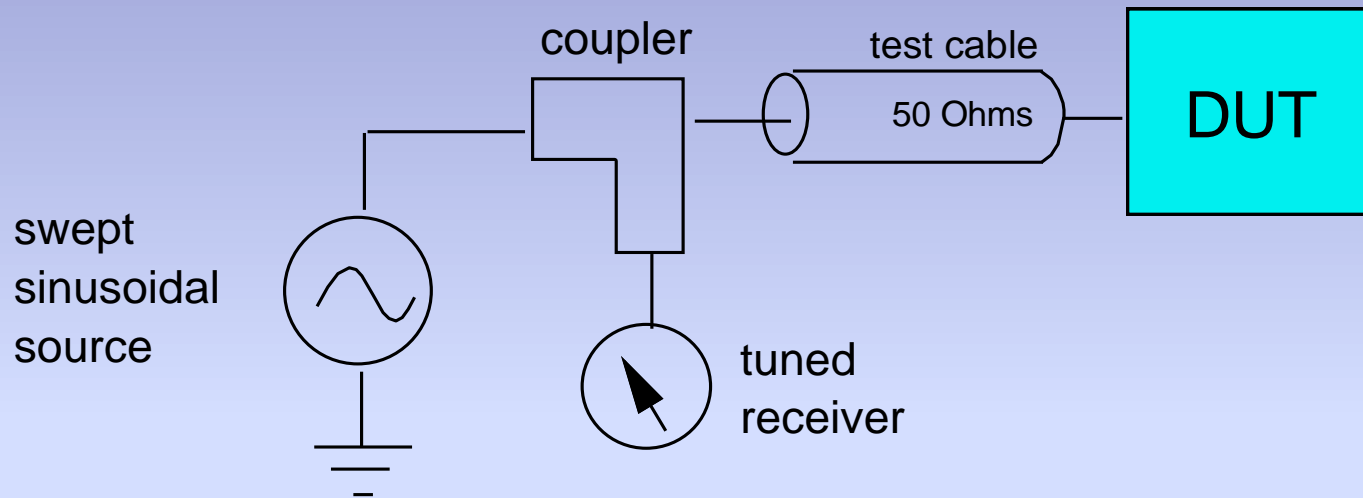 coupler
test cable
50 Ohms
DUT
swept
sinusoidal
source
tuned
receiver